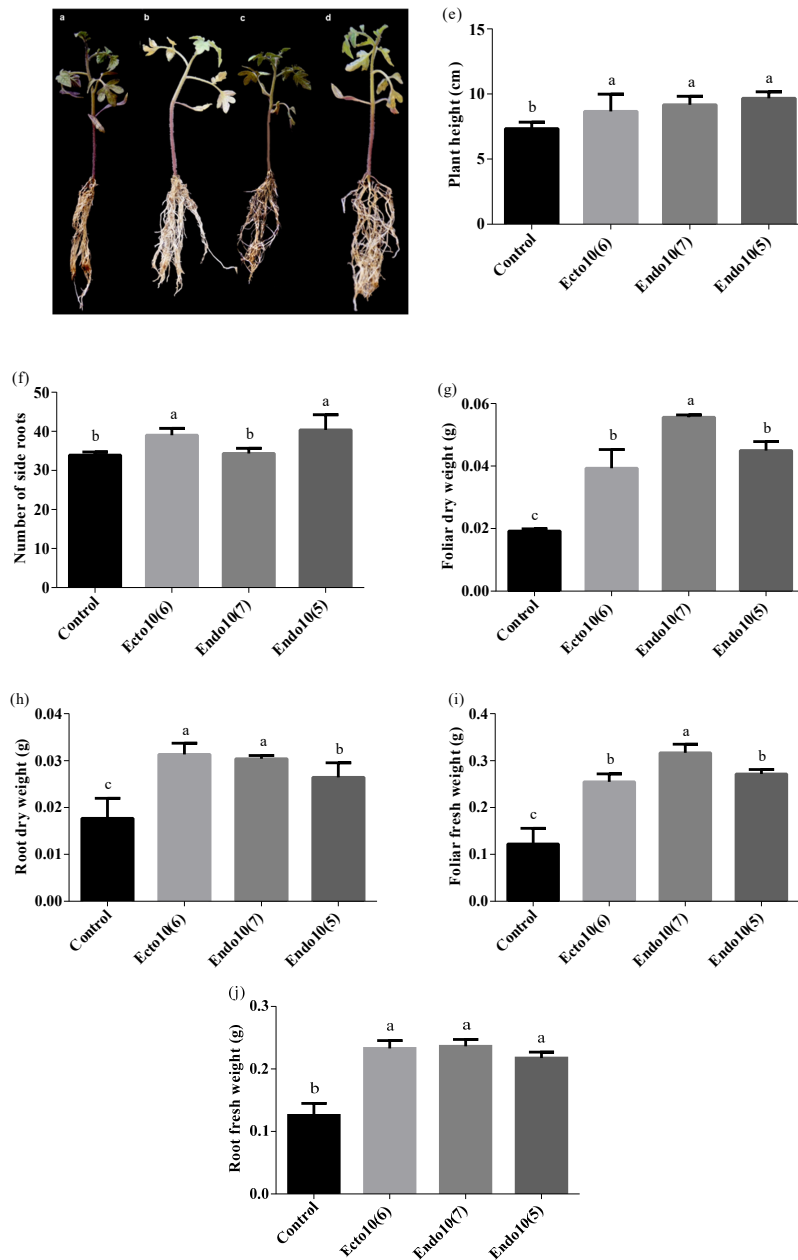 a b c d
(e)
Plant height (cm)
15
10
5
0
b
a
a
a
Control
Ecto10(6)
Endo10(7)
Endo10(5)
(f)
Number of side roots
50
40
30
20
10
0
b
a
b
a
Control
Ecto10(6)
Endo10(7)
Endo10(5)
(g)
Foliar dry weight (g)
0.06
0.04
0.02
0.00
c
b
a
b
Control
Ecto10(6)
Endo10(7)
Endo10(5)
(h)
Root dry weight (g)
0.04
0.03
0.02
0.01
0.00
c
a
a
b
Control
Ecto10(6)
Endo10(7)
Endo10(5)
(i)
Foliar fresh weight (g)
0.4
0.3
0.2
0.1
0.0
c
b
a
b
Control
Ecto10(6)
Endo10(7)
Endo10(5)
(j)
Root fresh weight (g)
0.3
0.2
0.1
0.0
b
a
a
a
Control
Ecto10(6)
Endo10(7)
Endo10(5)